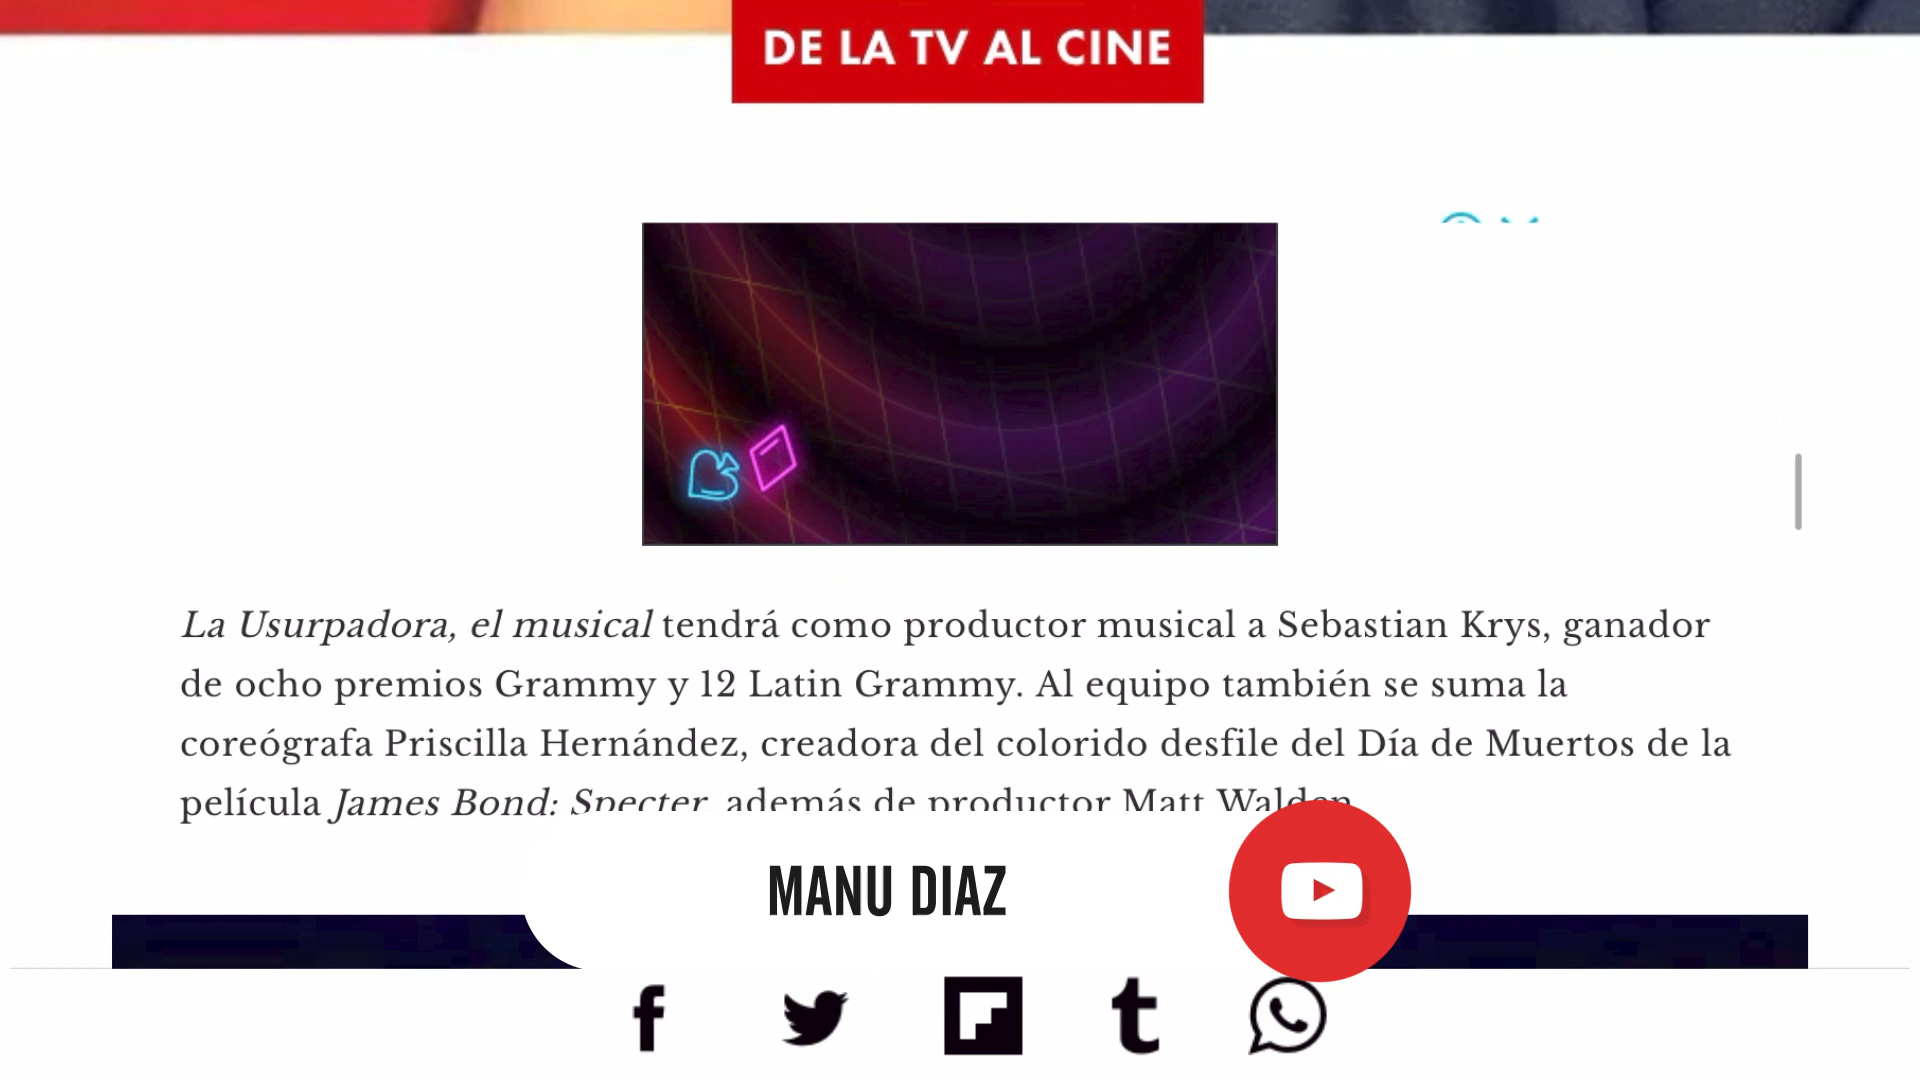 DE LA TV AL CINE
La Usurpadora, el musical tendrá como productor musical a Sebastian Krys, ganador
de ocho premios Grammy y 12 Latin Grammy. Al equipo también se suma la
coreógrafa Priscilla Hernández, creadora del colorido desfile del Día de Muertos de la
película James Bond: Specter, además de productor Matt Walden.
MANU DIAZ